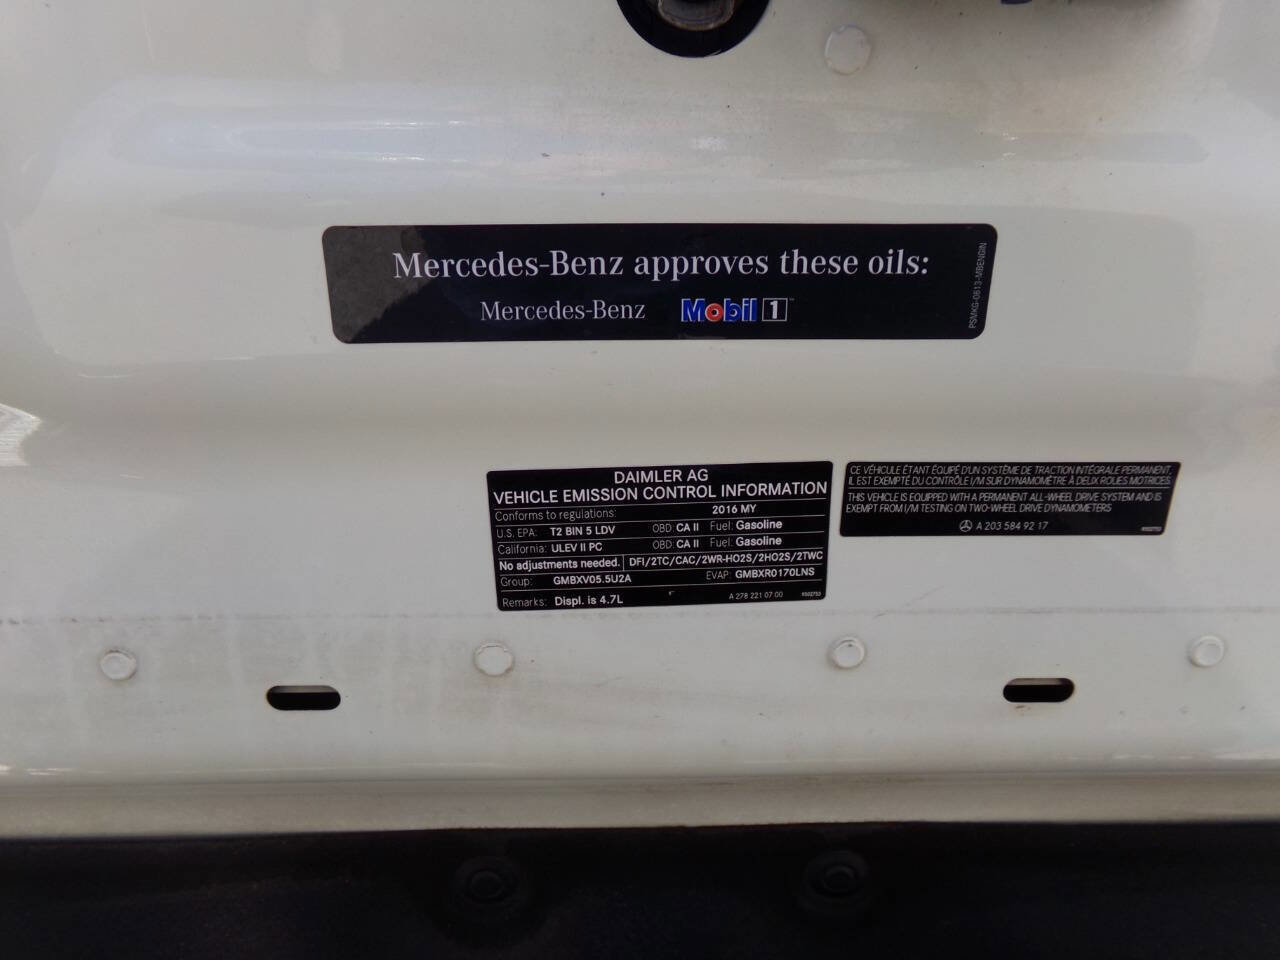 Mercedes-Benz approves these oils:
Mercedes-Benz Mobil 1™
PSMKG-0613-MBENGIN
DAIMLER AG
VEHICLE EMISSION CONTROL INFORMATION
Conforms to regulations: 2016 MY
U.S. EPA: T2 BIN 5 LDV OBD: CA II Fuel: Gasoline
California: ULEV II PC OBD: CA II Fuel: Gasoline
No adjustments needed. DFI/2TC/CAC/2WR-HO2S/2HO2S/2TWC
Group: GMBXV05.5U2A EVAP: GMBXR0170LNS
Remarks: Displ. is 4.7L A 278 221 07 00
CE VÉHICULE ÉTANT ÉQUIPÉ D'UN SYSTÈME DE TRACTION INTÉGRALE PERMANENT,
IL EST EXEMPTÉ DU CONTRÔLE I/M SUR DYNAMOMÈTRE À DEUX ROUES MOTRICES.
THIS VEHICLE IS EQUIPPED WITH A PERMANENT ALL-WHEEL DRIVE SYSTEM AND IS
EXEMPT FROM I/M TESTING ON TWO-WHEEL DRIVE DYNAMOMETERS
A 203 584 92 17